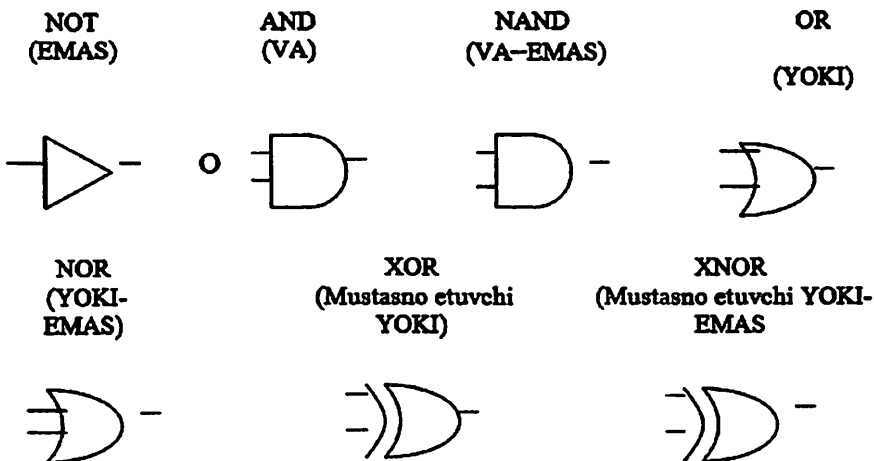 NOT
(EMAS)
AND
(VA)
NAND
(VA–EMAS)
OR
(YOKI)
O
NOR
(YOKI-
EMAS)
XOR
(Mustasno etuvchi
YOKI)
XNOR
(Mustasno etuvchi YOKI-
EMAS